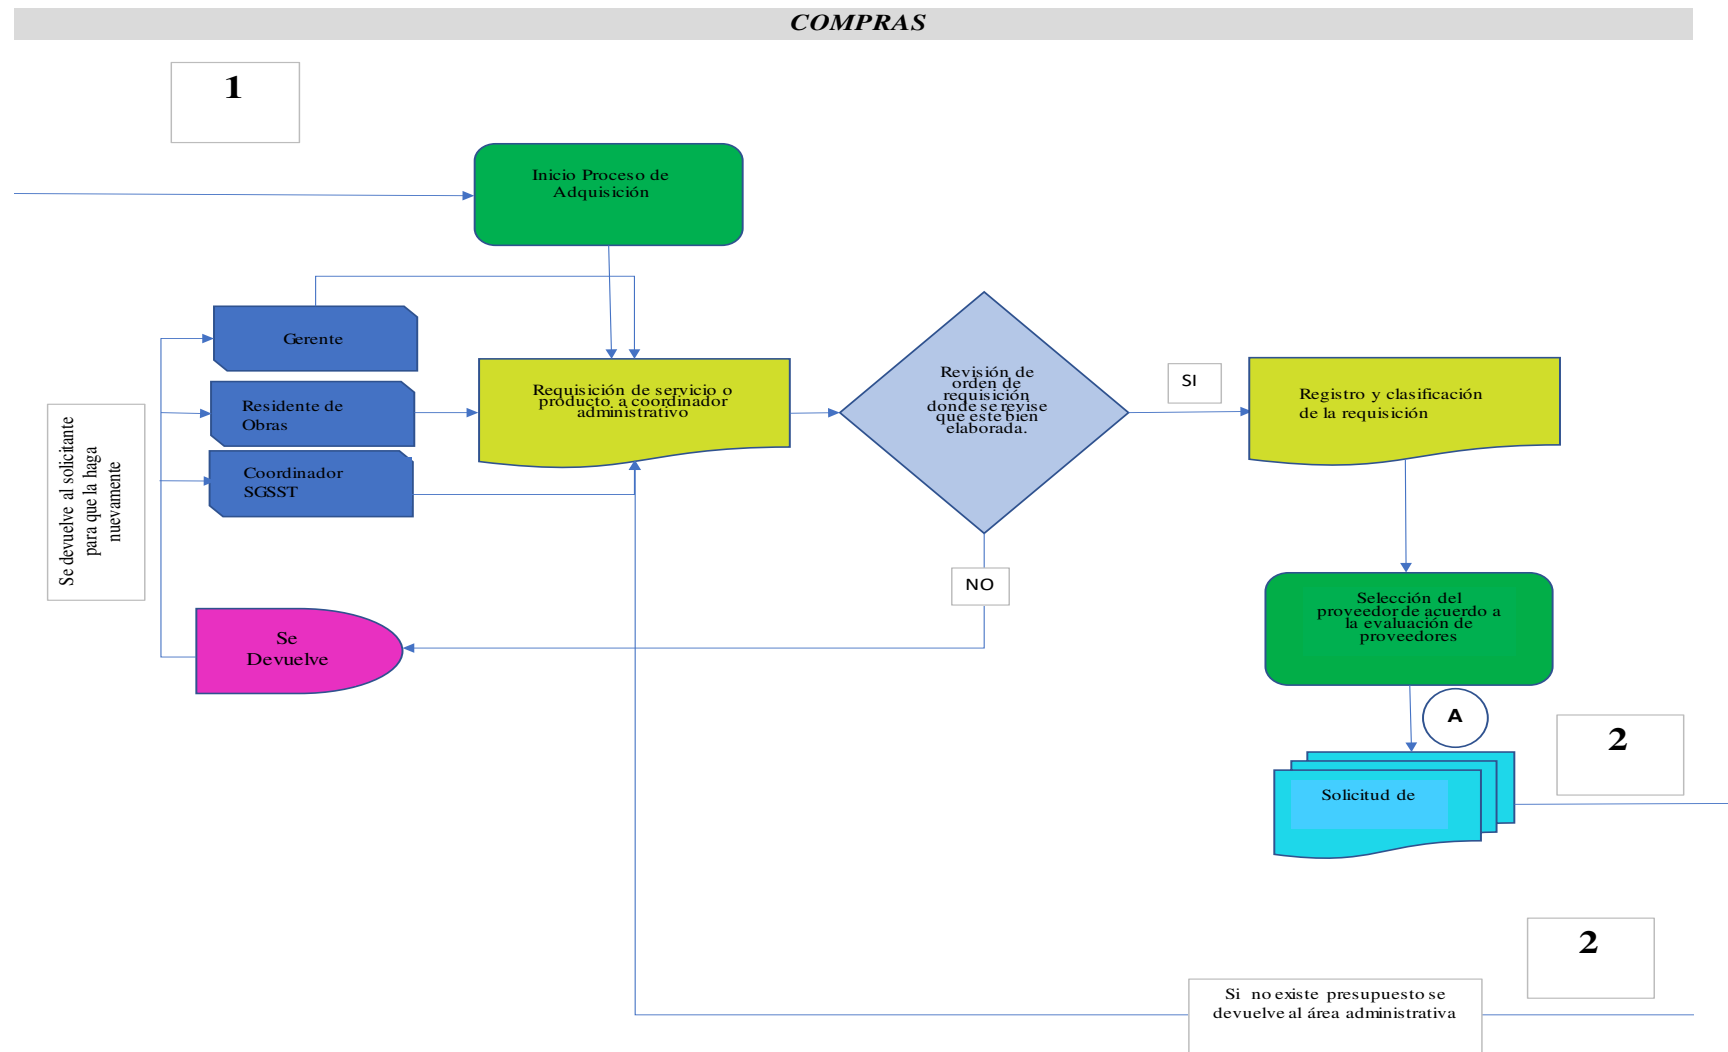 COMPRAS
1
Inicio Proceso de
Adquisición
Gerente
Residente de
Obras
Coordinador
SGSST
Requisición de servicio o
producto, a coordinador
administrativo
Revisión de
orden de
requisición
donde se revise
que este bien
elaborada.
SI
Registro y clasificación
de la requisición
Se devuelve al solicitante
para que la haga
nuevamente
NO
Se
Devuelve
Selección del
proveedor de acuerdo a
la evaluación de
proveedores
A
2
Solicitud de
2
Si no existe presupuesto se
devuelve al área administrativa